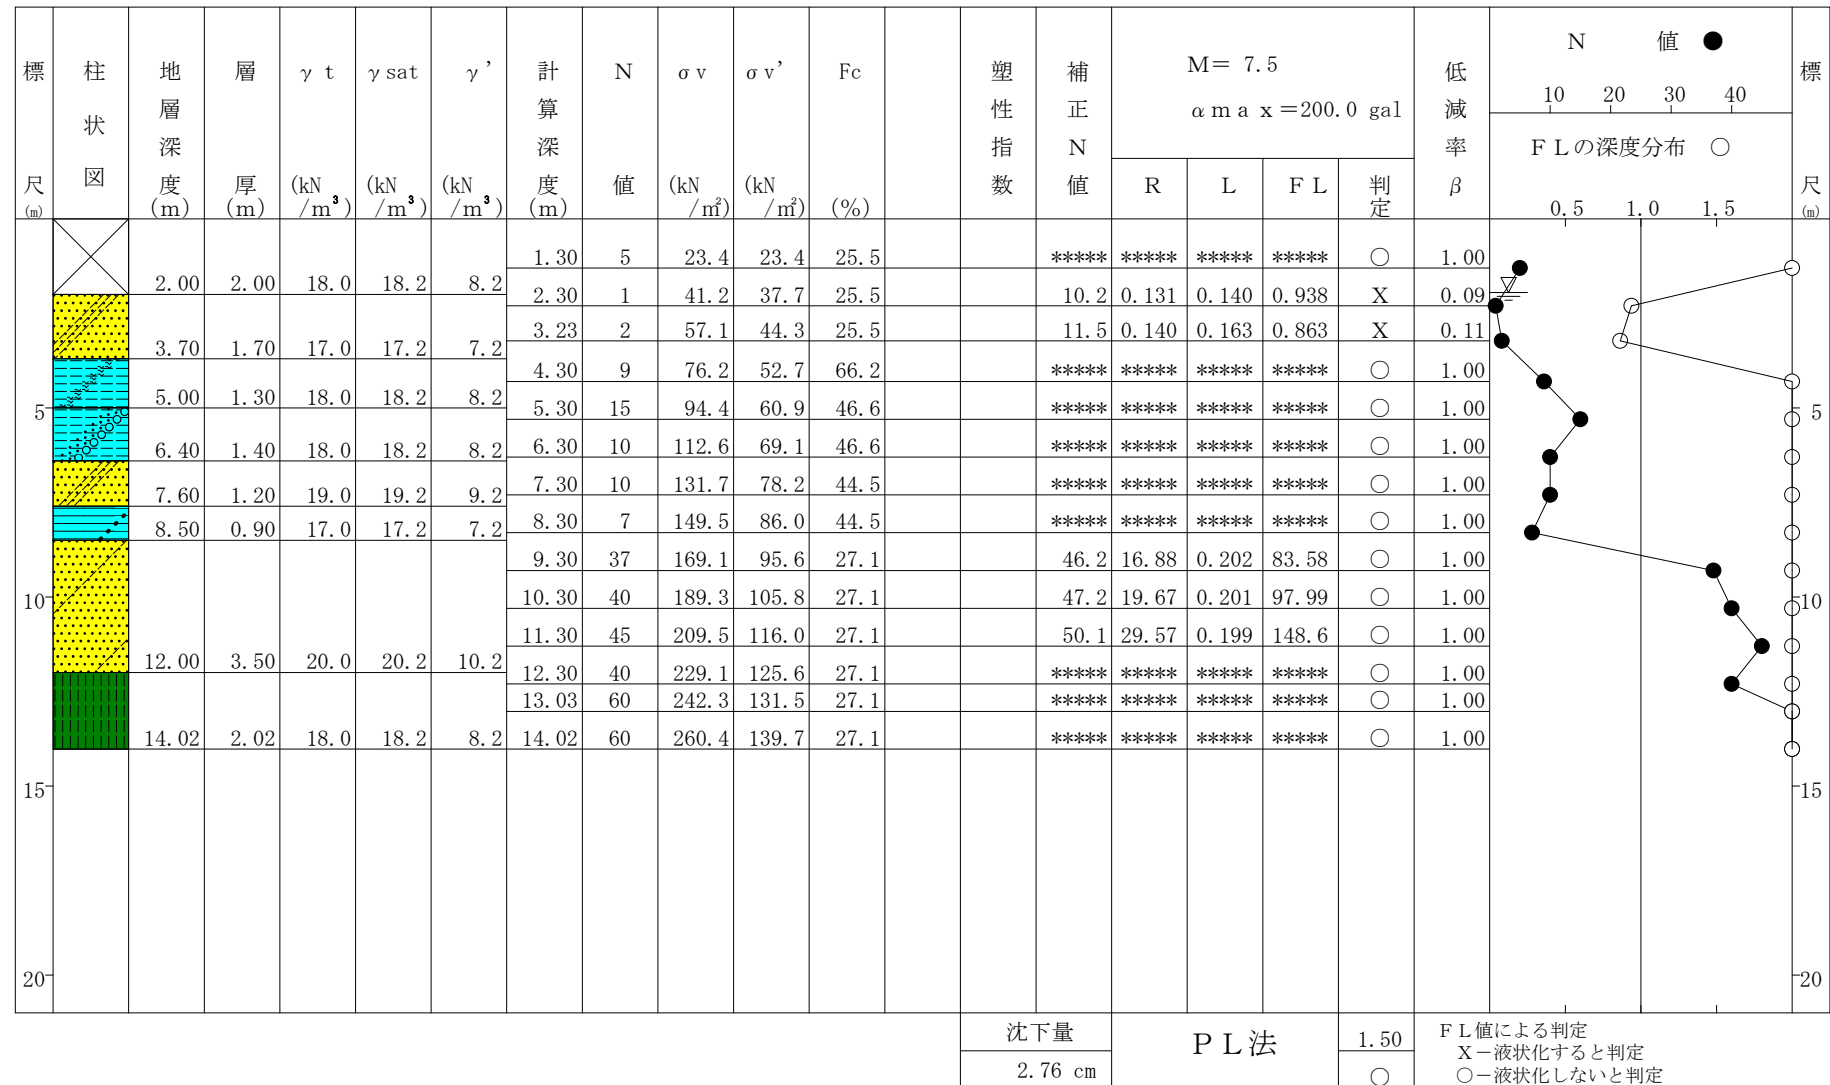 標尺(m) 柱状図 地層深度(m) 層厚(m) γt(kN/m³) γsat(kN/m³) γ'(kN/m³) 計算深度(m) N値 σv(kN/㎡) σv'(kN/㎡) Fc(%) 塑性指数 補正N値 M= 7.5 低減率β N 値 ● 標尺(m)
αmax=200.0 gal
10 20 30 40
FLの深度分布 ○
R L FL 判定
0.5 1.0 1.5
1.30 5 23.4 23.4 25.5 ***** ***** ***** ***** ○ 1.00
2.00 2.00 18.0 18.2 8.2
2.30 1 41.2 37.7 25.5 10.2 0.131 0.140 0.938 X 0.09
3.23 2 57.1 44.3 25.5 11.5 0.140 0.163 0.863 X 0.11
3.70 1.70 17.0 17.2 7.2
4.30 9 76.2 52.7 66.2 ***** ***** ***** ***** ○ 1.00
5.00 1.30 18.0 18.2 8.2
5 5.30 15 94.4 60.9 46.6 ***** ***** ***** ***** ○ 1.00 5
6.30 10 112.6 69.1 46.6 ***** ***** ***** ***** ○ 1.00
6.40 1.40 18.0 18.2 8.2
7.30 10 131.7 78.2 44.5 ***** ***** ***** ***** ○ 1.00
7.60 1.20 19.0 19.2 9.2
8.30 7 149.5 86.0 44.5 ***** ***** ***** ***** ○ 1.00
8.50 0.90 17.0 17.2 7.2
9.30 37 169.1 95.6 27.1 46.2 16.88 0.202 83.58 ○ 1.00
10 10.30 40 189.3 105.8 27.1 47.2 19.67 0.201 97.99 ○ 1.00 10
11.30 45 209.5 116.0 27.1 50.1 29.57 0.199 148.6 ○ 1.00
12.00 3.50 20.0 20.2 10.2
12.30 40 229.1 125.6 27.1 ***** ***** ***** ***** ○ 1.00
13.03 60 242.3 131.5 27.1 ***** ***** ***** ***** ○ 1.00
14.02 2.02 18.0 18.2 8.2 14.02 60 260.4 139.7 27.1 ***** ***** ***** ***** ○ 1.00
15 15
20 20
沈下量 PL法 1.50 FL値による判定
X－液状化すると判定
2.76 cm ○ ○－液状化しないと判定